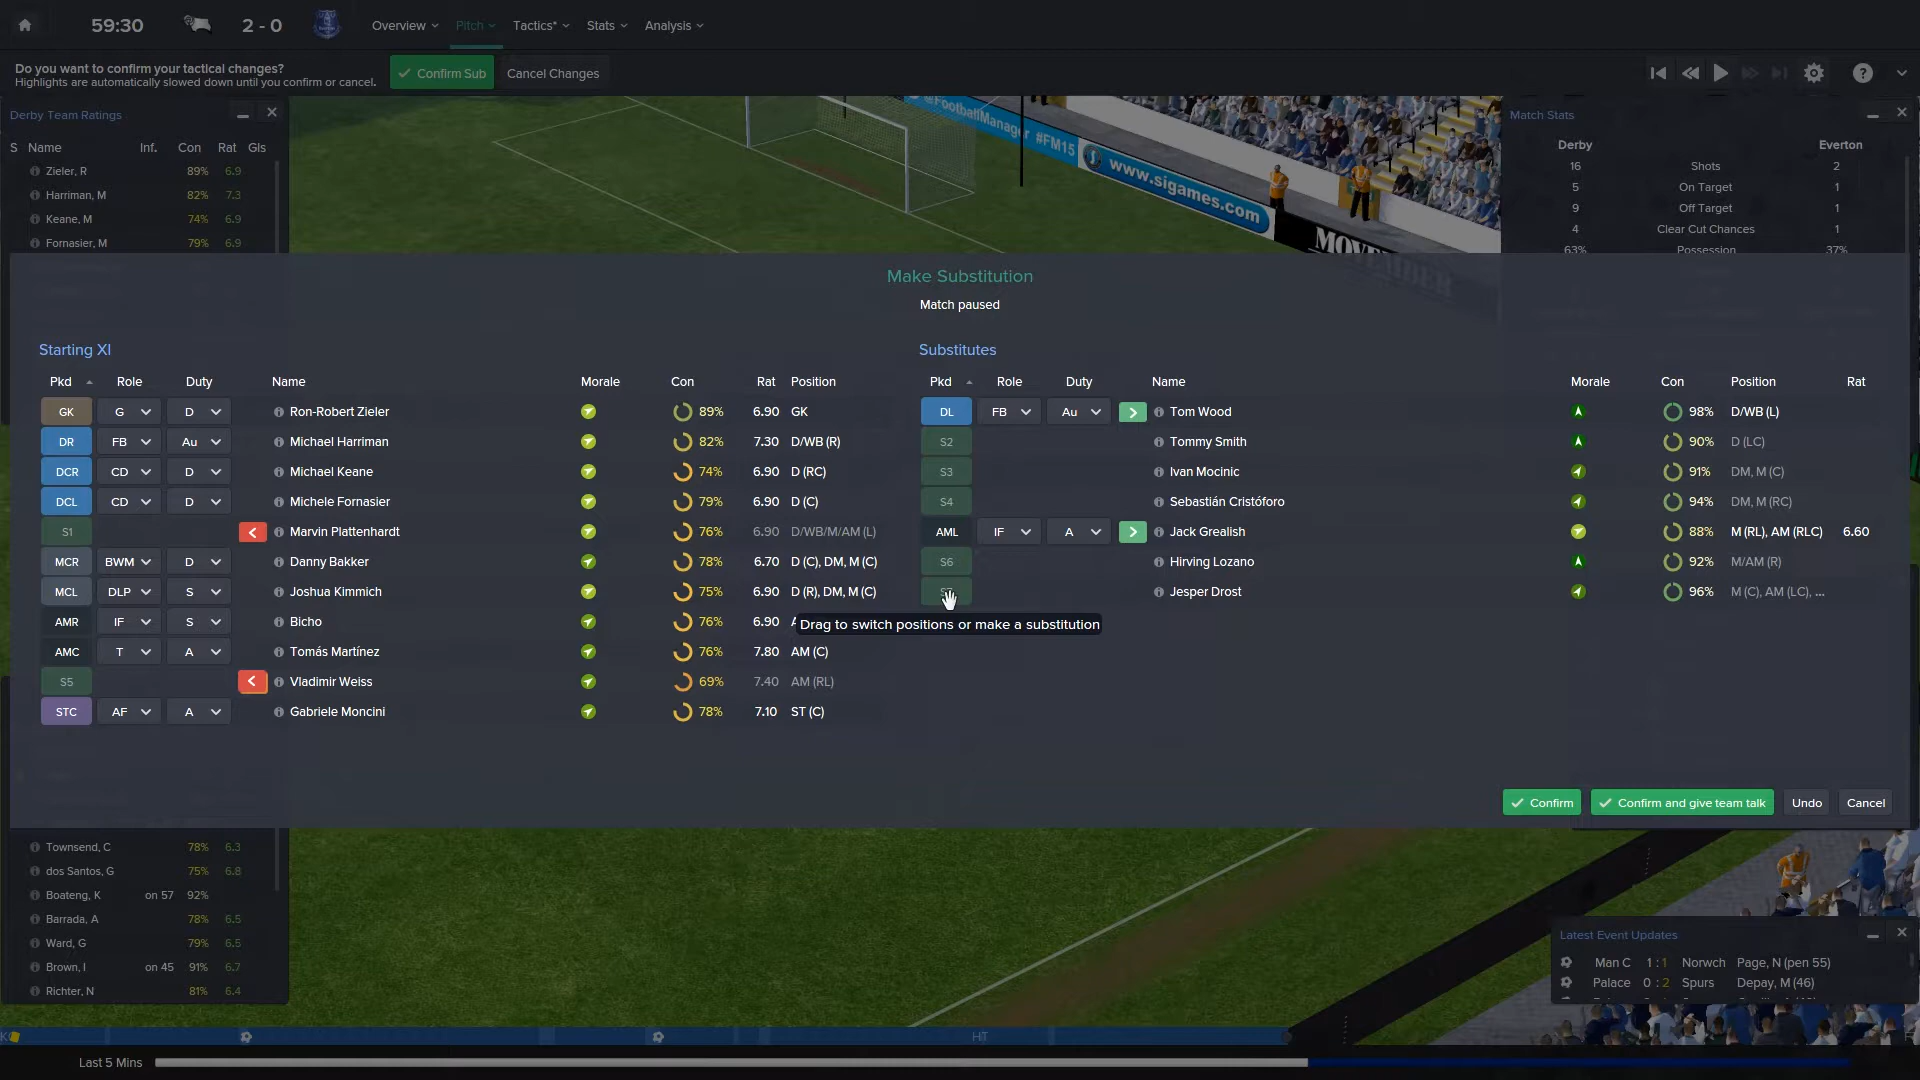 59:30 2 - 0 Overview Pitch Tactics* Stats Analysis
Do you want to confirm your tactical changes?
Highlights are automatically slowed down until you confirm or cancel.
Confirm Sub Cancel Changes
?
Derby Team Ratings
S Name Inf. Con Rat Gls
Zieler, R 89% 6.9
Harriman, M 82% 7.3
Keane, M 74% 6.9
Fornasier, M 79% 6.9
@FootballManager #FM15
www.sigames.com
Match Stats
Derby Everton
16 Shots 2
5 On Target 1
9 Off Target 1
4 Clear Cut Chances 1
63% Possession 37%
Make Substitution
Match paused
Starting XI
Pkd Role Duty Name Morale Con Rat Position
GK G D Ron-Robert Zieler 89% 6.90 GK
DR FB Au Michael Harriman 82% 7.30 D/WB (R)
DCR CD D Michael Keane 74% 6.90 D (RC)
DCL CD D Michele Fornasier 79% 6.90 D (C)
S1 Marvin Plattenhardt 76% 6.90 D/WB/M/AM (L)
MCR BWM D Danny Bakker 78% 6.70 D (C), DM, M (C)
MCL DLP S Joshua Kimmich 75% 6.90 D (R), DM, M (C)
AMR IF S Bicho 76% 6.90
AMC T A Tomás Martínez 76% 7.80 AM (C)
S5 Vladimir Weiss 69% 7.40 AM (RL)
STC AF A Gabriele Moncini 78% 7.10 ST (C)
Substitutes
Pkd Role Duty Name Morale Con Position Rat
DL FB Au Tom Wood 98% D/WB (L)
S2 Tommy Smith 90% D (LC)
S3 Ivan Mocinic 91% DM, M (C)
S4 Sebastián Cristóforo 94% DM, M (RC)
AML IF A Jack Grealish 88% M (RL), AM (RLC) 6.60
S6 Hirving Lozano 92% M/AM (R)
Jesper Drost 96% M (C), AM (LC), ...
Drag to switch positions or make a substitution
Confirm Confirm and give team talk Undo Cancel
Townsend, C 78% 6.3
dos Santos, G 75% 6.8
Boateng, K on 57 92%
Barrada, A 78% 6.5
Ward, G 79% 6.5
Brown, I on 45 91% 6.7
Richter, N 81% 6.4
Latest Event Updates
Man C 1 : 1 Norwch Page, N (pen 55)
Palace 0 : 2 Spurs Depay, M (46)
HT
Last 5 Mins